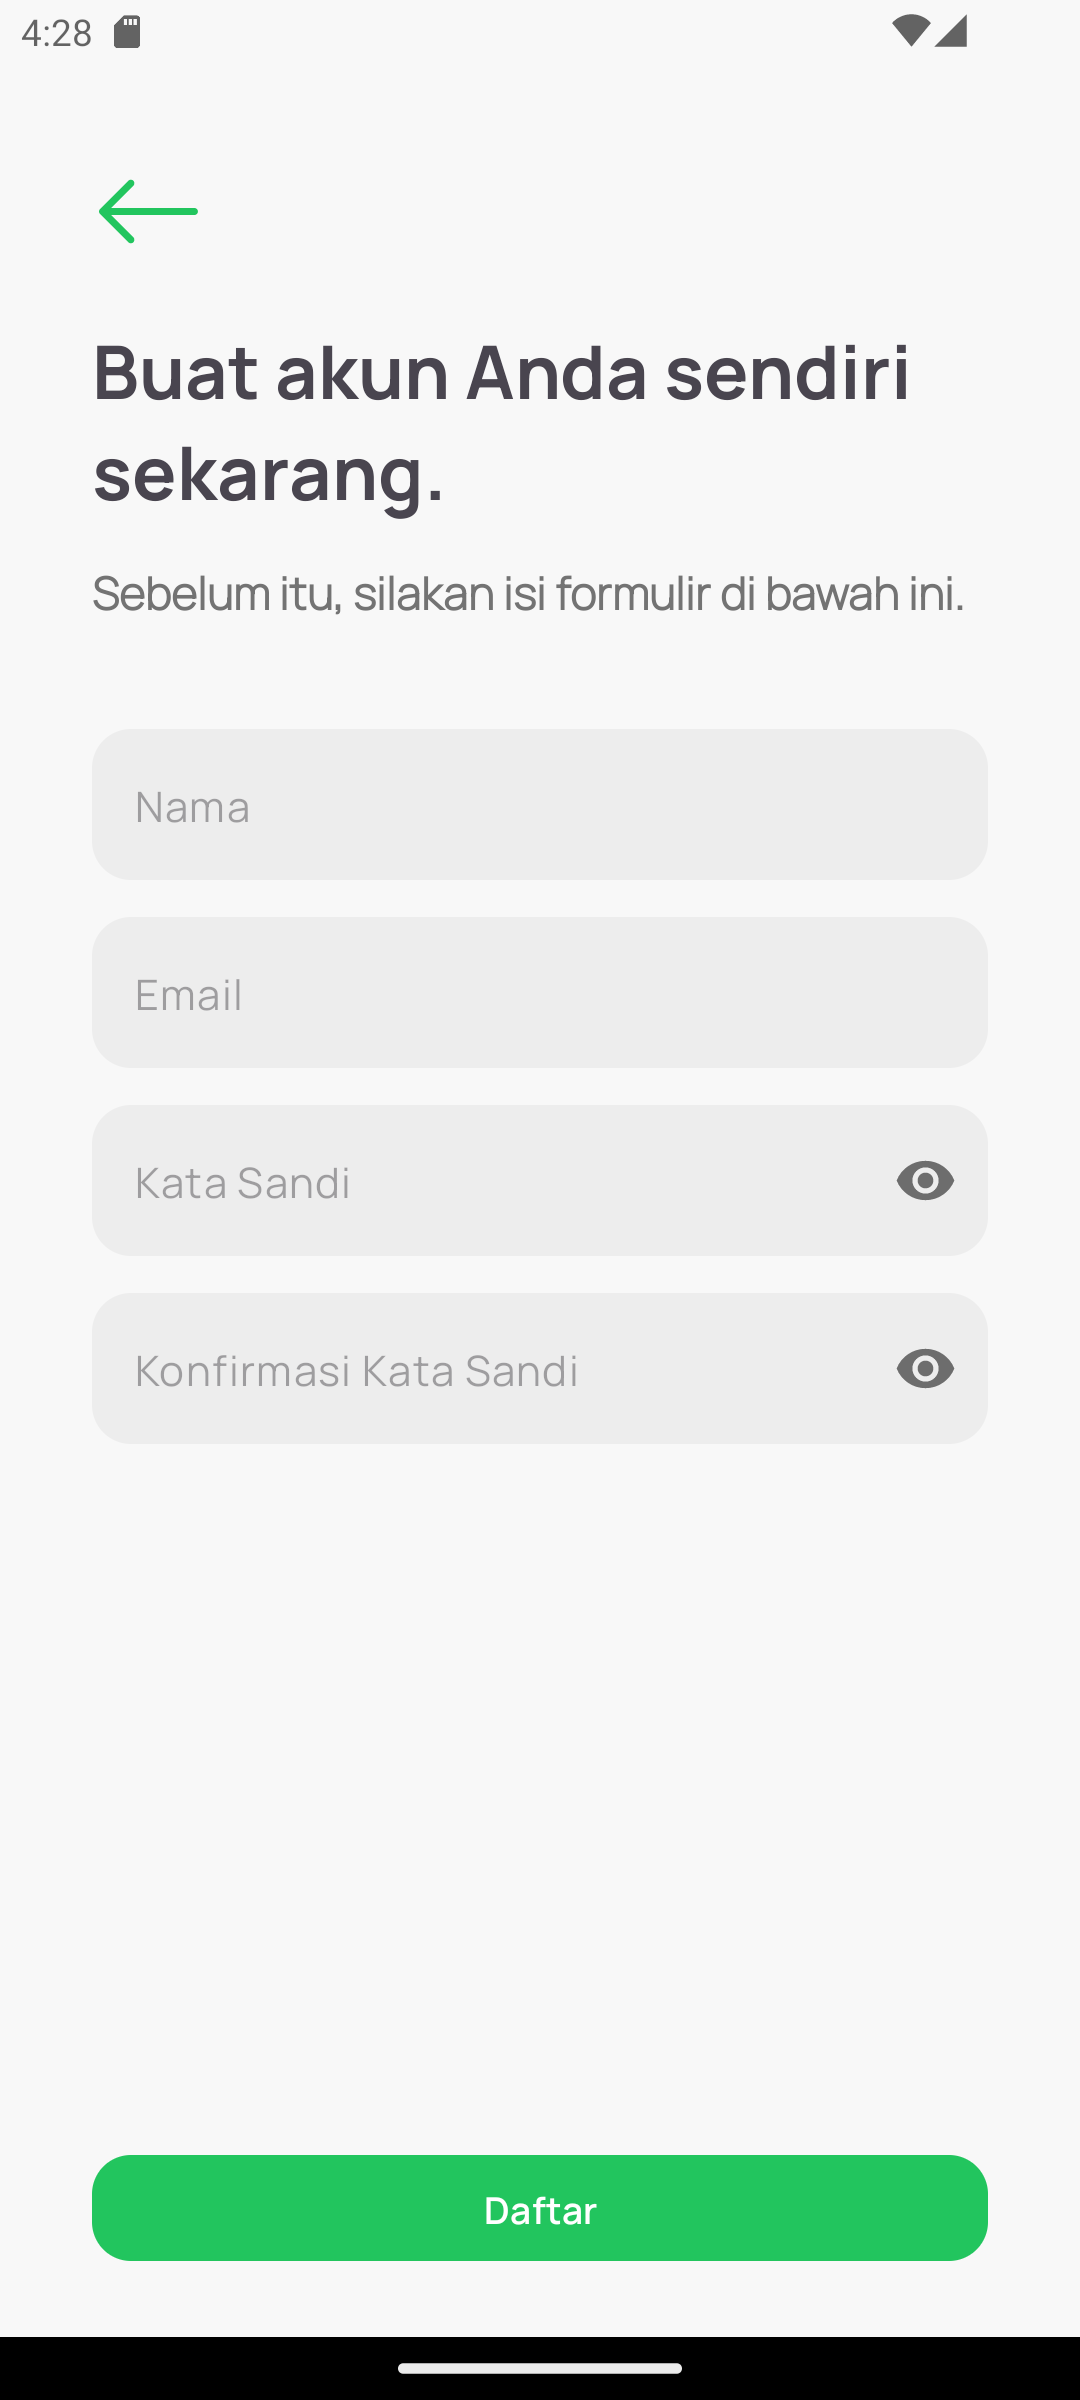 4:28
Buat akun Anda sendiri
sekarang.
Sebelum itu, silakan isi formulir di bawah ini.
Nama
Email
Kata Sandi
Konfirmasi Kata Sandi
Daftar